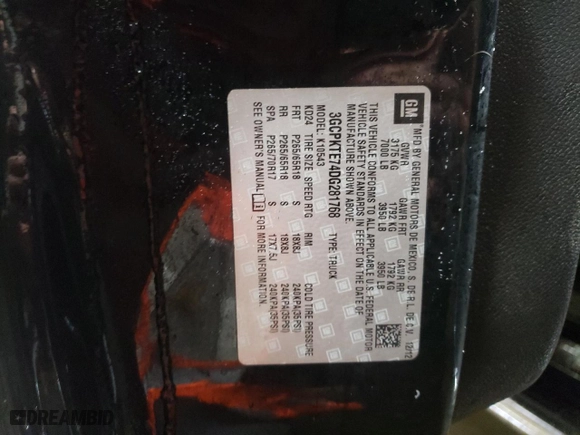 GM
MFD BY GENERAL MOTORS DE MEXICO, S. DE R.L. DE C.V. 12/12
GVWR GAWR FRT GAWR RR
3175 KG 1792 KG 1792 KG
7000 LB 3950 LB 3950 LB
THIS VEHICLE CONFORMS TO ALL APPLICABLE U.S. FEDERAL MOTOR
VEHICLE SAFETY STANDARDS IN EFFECT ON THE DATE OF
MANUFACTURE SHOWN ABOVE.
3GCPKTE74DG281768 TYPE: TRUCK
MODEL: K10543
KD24 TIRE SIZE SPEED RTG RIM COLD TIRE PRESSURE
FRT P265/65R18 S 18X8J 240KPA(35PSI)
RR P265/65R18 S 18X8J 240KPA(35PSI)
SPA P265/70R17 S 17X7.5J 240KPA(35PSI)
SEE OWNER'S MANUAL FOR MORE INFORMATION.
DREAMBID